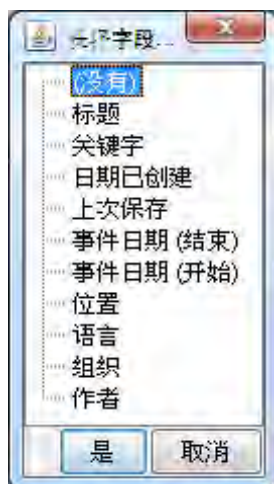 选择字段...
(没有)
标题
关键字
日期已创建
上次保存
事件日期 (结束)
事件日期 (开始)
位置
语言
组织
作者
是
取消